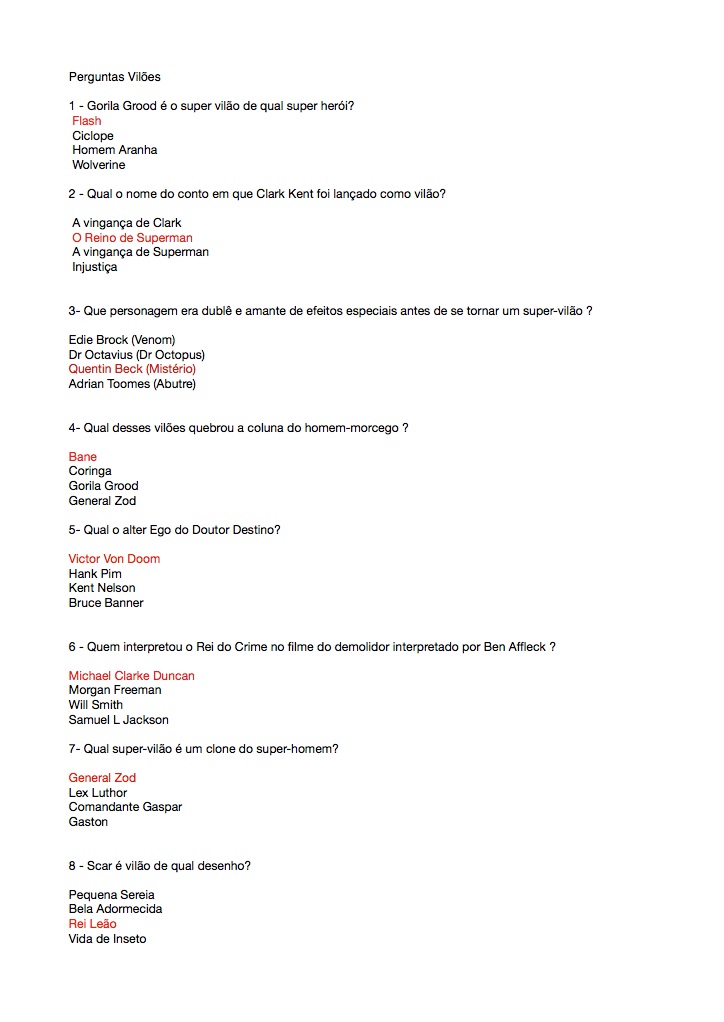 Perguntas Vilões
1 - Gorila Grood é o super vilão de qual super herói?
Flash
Ciclope
Homem Aranha
Wolverine
2 - Qual o nome do conto em que Clark Kent foi lançado como vilão?
A vingança de Clark
O Reino de Superman
A vingança de Superman
Injustiça
3- Que personagem era dublê e amante de efeitos especiais antes de se tornar um super-vilão ?
Edie Brock (Venom)
Dr Octavius (Dr Octopus)
Quentin Beck (Mistério)
Adrian Toomes (Abutre)
4- Qual desses vilões quebrou a coluna do homem-morcego ?
Bane
Coringa
Gorila Grood
General Zod
5- Qual o alter Ego do Doutor Destino?
Victor Von Doom
Hank Pim
Kent Nelson
Bruce Banner
6 - Quem interpretou o Rei do Crime no filme do demolidor interpretado por Ben Affleck ?
Michael Clarke Duncan
Morgan Freeman
Will Smith
Samuel L Jackson
7- Qual super-vilão é um clone do super-homem?
General Zod
Lex Luthor
Comandante Gaspar
Gaston
8 - Scar é vilão de qual desenho?
Pequena Sereia
Bela Adormecida
Rei Leão
Vida de Inseto